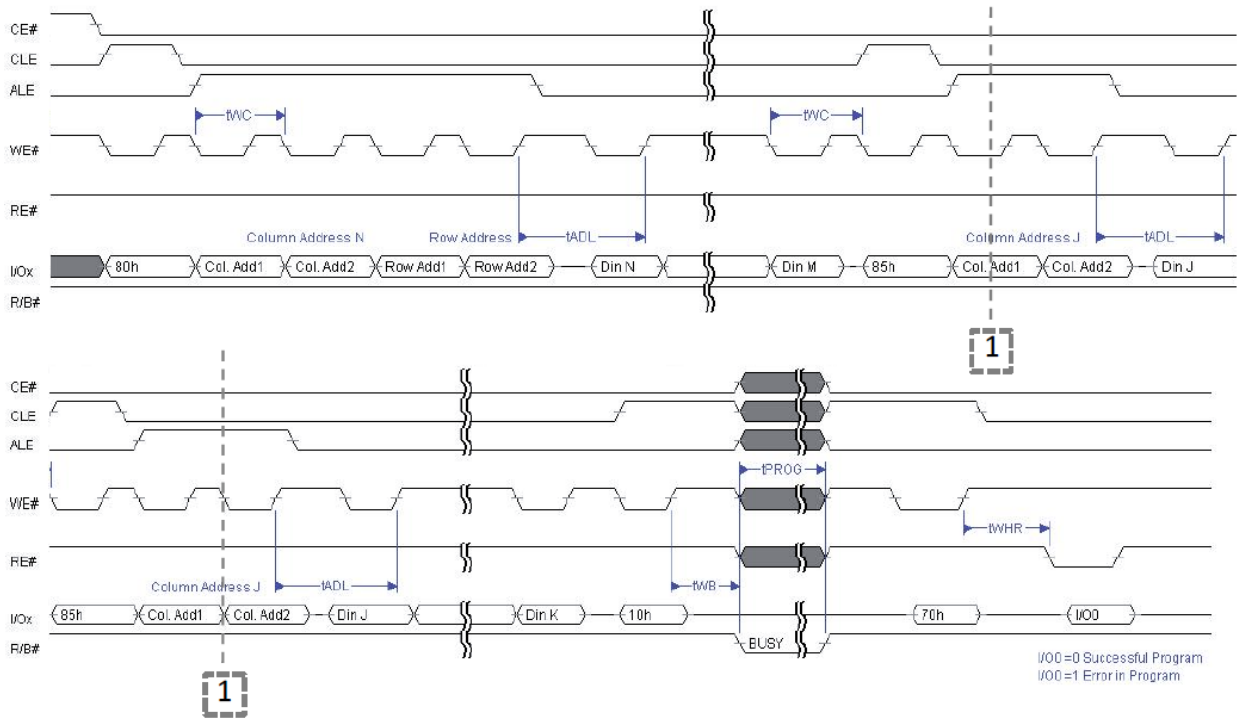 CE#
CLE
ALE
tWC tWC
WE#
RE#
Column Address N Row Address tADL Column Address J tADL
I/Ox 80h Col. Add1 Col. Add2 Row Add1 Row Add2 Din N Din M 85h Col. Add1 Col. Add2 Din J
R/B#
1
CE#
CLE
ALE
tPROG
WE#
tWHR
RE#
Column Address J tADL tWB
I/Ox 85h Col. Add1 Col. Add2 Din J Din K 10h 70h I/O0
R/B# BUSY
I/O0 =0 Successful Program
I/O0 =1 Error in Program
1